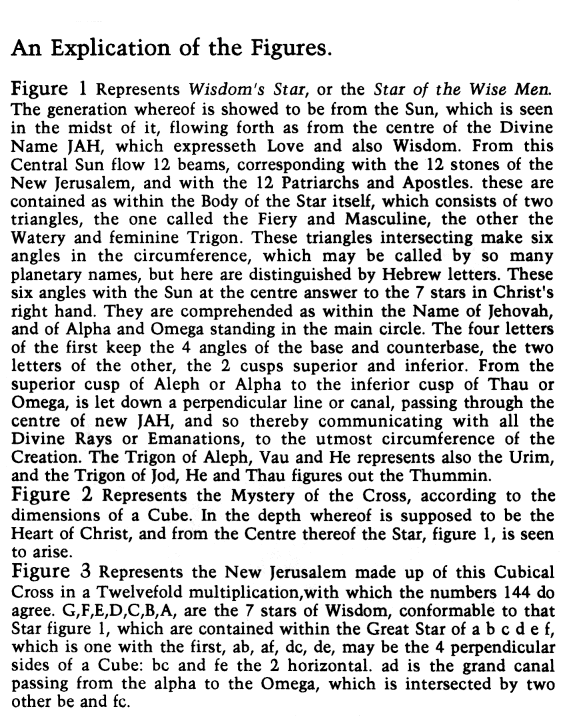 An Explication of the Figures.
Figure 1 Represents Wisdom's Star, or the Star of the Wise Men.
The generation whereof is showed to be from the Sun, which is seen
in the midst of it, flowing forth as from the centre of the Divine
Name JAH, which expresseth Love and also Wisdom. From this
Central Sun flow 12 beams, corresponding with the 12 stones of the
New Jerusalem, and with the 12 Patriarchs and Apostles. these are
contained as within the Body of the Star itself, which consists of two
triangles, the one called the Fiery and Masculine, the other the
Watery and feminine Trigon. These triangles intersecting make six
angles in the circumference, which may be called by so many
planetary names, but here are distinguished by Hebrew letters. These
six angles with the Sun at the centre answer to the 7 stars in Christ's
right hand. They are comprehended as within the Name of Jehovah,
and of Alpha and Omega standing in the main circle. The four letters
of the first keep the 4 angles of the base and counterbase, the two
letters of the other, the 2 cusps superior and inferior. From the
superior cusp of Aleph or Alpha to the inferior cusp of Thau or
Omega, is let down a perpendicular line or canal, passing through the
centre of new JAH, and so thereby communicating with all the
Divine Rays or Emanations, to the utmost circumference of the
Creation. The Trigon of Aleph, Vau and He represents also the Urim,
and the Trigon of Jod, He and Thau figures out the Thummin.
Figure 2 Represents the Mystery of the Cross, according to the
dimensions of a Cube. In the depth whereof is supposed to be the
Heart of Christ, and from the Centre thereof the Star, figure 1, is seen
to arise.
Figure 3 Represents the New Jerusalem made up of this Cubical
Cross in a Twelvefold multiplication,with which the numbers 144 do
agree. G,F,E,D,C,B,A, are the 7 stars of Wisdom, conformable to that
Star figure 1, which are contained within the Great Star of a b c d e f,
which is one with the first, ab, af, dc, de, may be the 4 perpendicular
sides of a Cube: bc and fe the 2 horizontal. ad is the grand canal
passing from the alpha to the Omega, which is intersected by two
other be and fc.